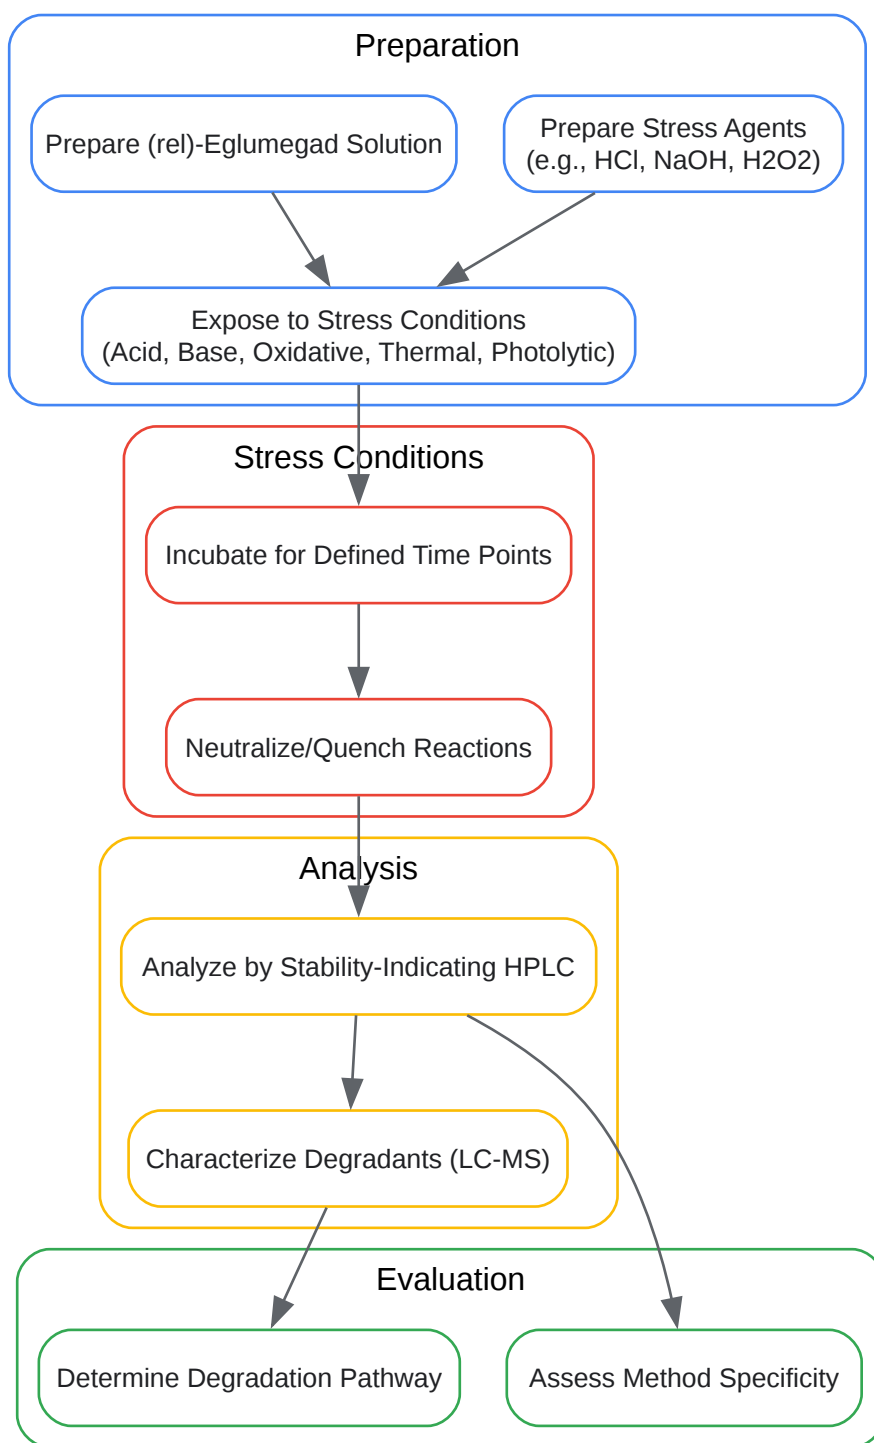 Preparation
Prepare (rel)-Eglumegad Solution
Prepare Stress Agents
(e.g., HCl, NaOH, H2O2)
Expose to Stress Conditions
(Acid, Base, Oxidative, Thermal, Photolytic)
Stress Conditions
Incubate for Defined Time Points
Neutralize/Quench Reactions
Analysis
Analyze by Stability-Indicating HPLC
Characterize Degradants (LC-MS)
Evaluation
Determine Degradation Pathway
Assess Method Specificity